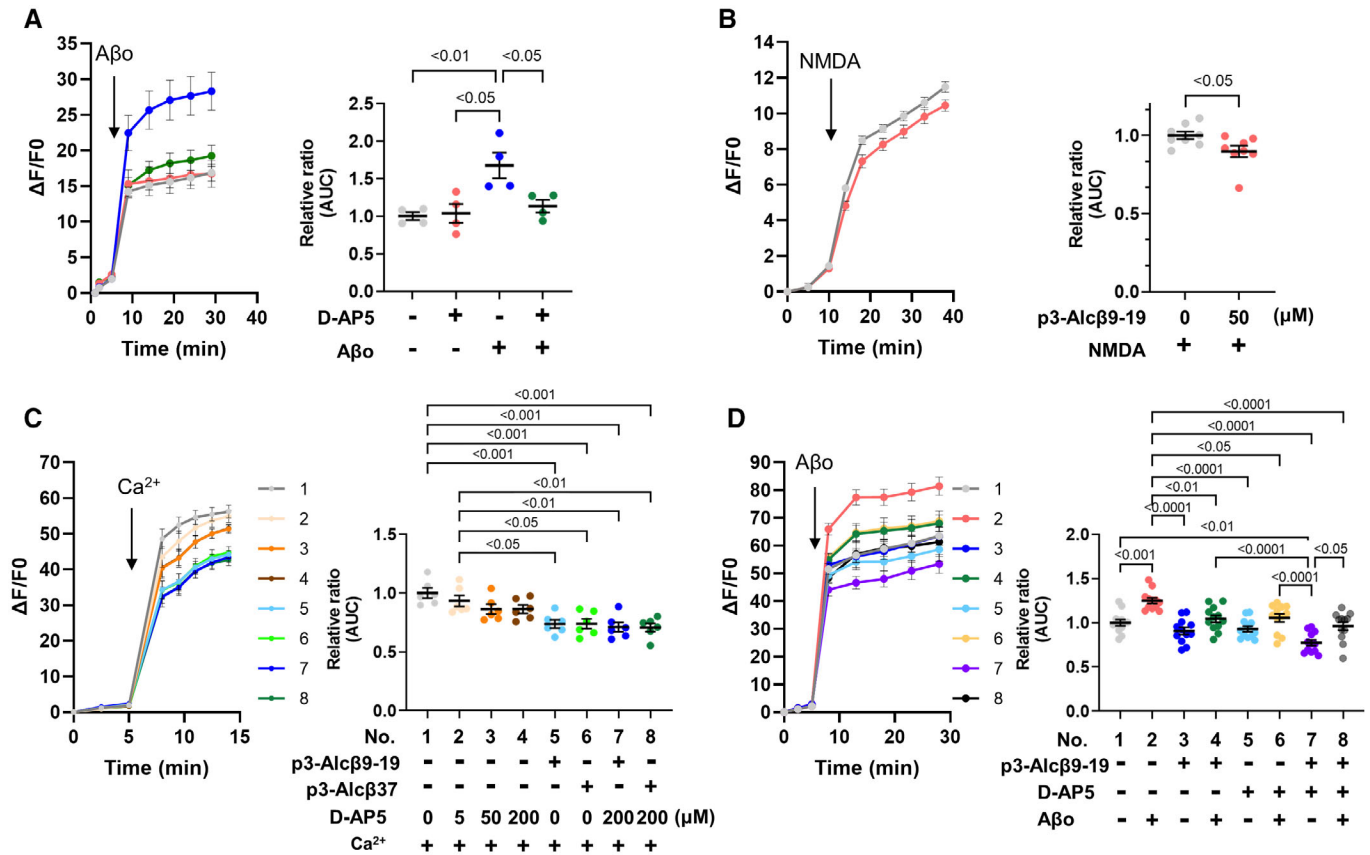 A
Aβo
35
30
25
20
15
10
5
0
ΔF/F0
0 10 20 30 40
Time (min)
<0.01 <0.05
<0.05
2.5
2.0
1.5
1.0
0.5
0.0
Relative ratio
(AUC)
D-AP5 - + - +
Aβo - - + +
B
NMDA
14
12
10
8
6
4
2
0
ΔF/F0
0 10 20 30 40
Time (min)
<0.05
1.0
0.5
0.0
Relative ratio
(AUC)
p3-Alcβ9-19 0 50 (μM)
NMDA + +
C
Ca²⁺
70
60
50
40
30
20
10
0
ΔF/F0
0 5 10 15
Time (min)
1
2
3
4
5
6
7
8
<0.001
<0.001
<0.001
<0.001
<0.01
<0.01
<0.05
<0.05
1.5
1.0
0.5
0.0
Relative ratio
(AUC)
No. 1 2 3 4 5 6 7 8
p3-Alcβ9-19 - - - - + - + -
p3-Alcβ37 - - - - - + - +
D-AP5 0 5 50 200 0 0 200 200 (μM)
Ca²⁺ + + + + + + + +
D
Aβo
90
80
70
60
50
40
30
20
10
0
ΔF/F0
0 10 20 30
Time (min)
1
2
3
4
5
6
7
8
<0.0001
<0.0001
<0.05
<0.0001
<0.01
<0.0001
<0.01
<0.001 <0.0001 <0.05
<0.0001
2.0
1.5
1.0
0.5
0.0
Relative ratio
(AUC)
No. 1 2 3 4 5 6 7 8
p3-Alcβ9-19 - - + + - - + +
D-AP5 - - - - + + + +
Aβo - + - + - + - +